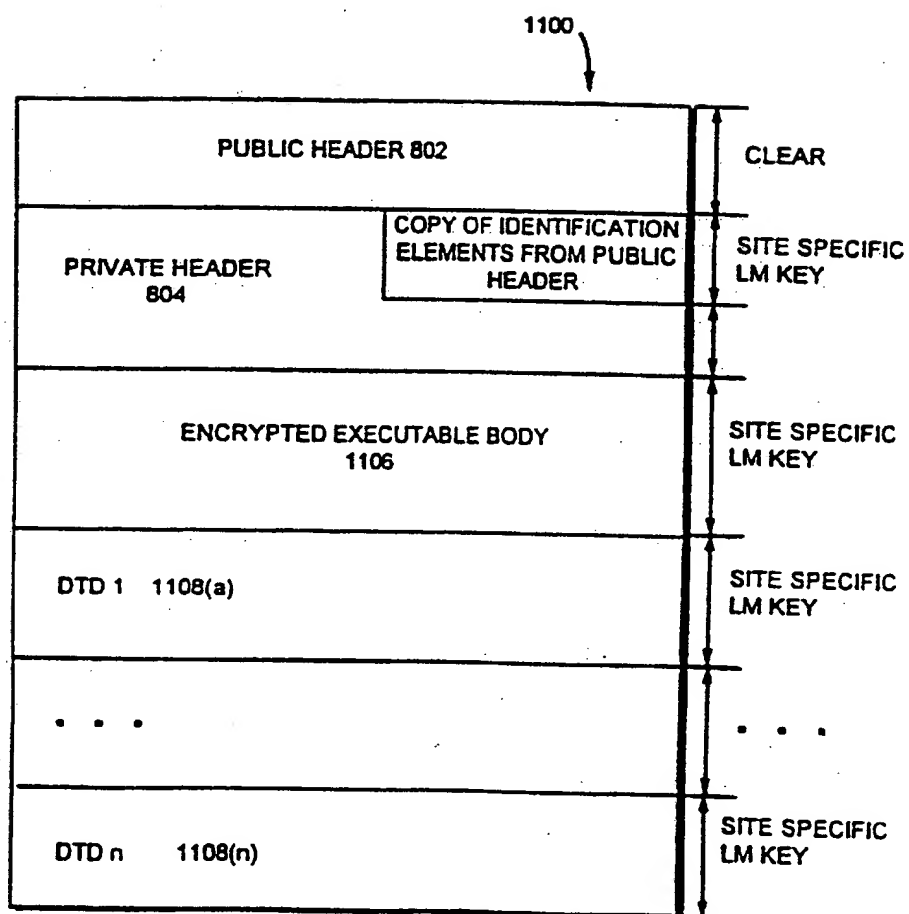 1100
PUBLIC HEADER 802
CLEAR
COPY OF IDENTIFICATION
ELEMENTS FROM PUBLIC
HEADER
PRIVATE HEADER
804
SITE SPECIFIC
LM KEY
ENCRYPTED EXECUTABLE BODY
1106
SITE SPECIFIC
LM KEY
DTD 1 1108(a)
SITE SPECIFIC
LM KEY
. . .
. . .
DTD n 1108(n)
SITE SPECIFIC
LM KEY